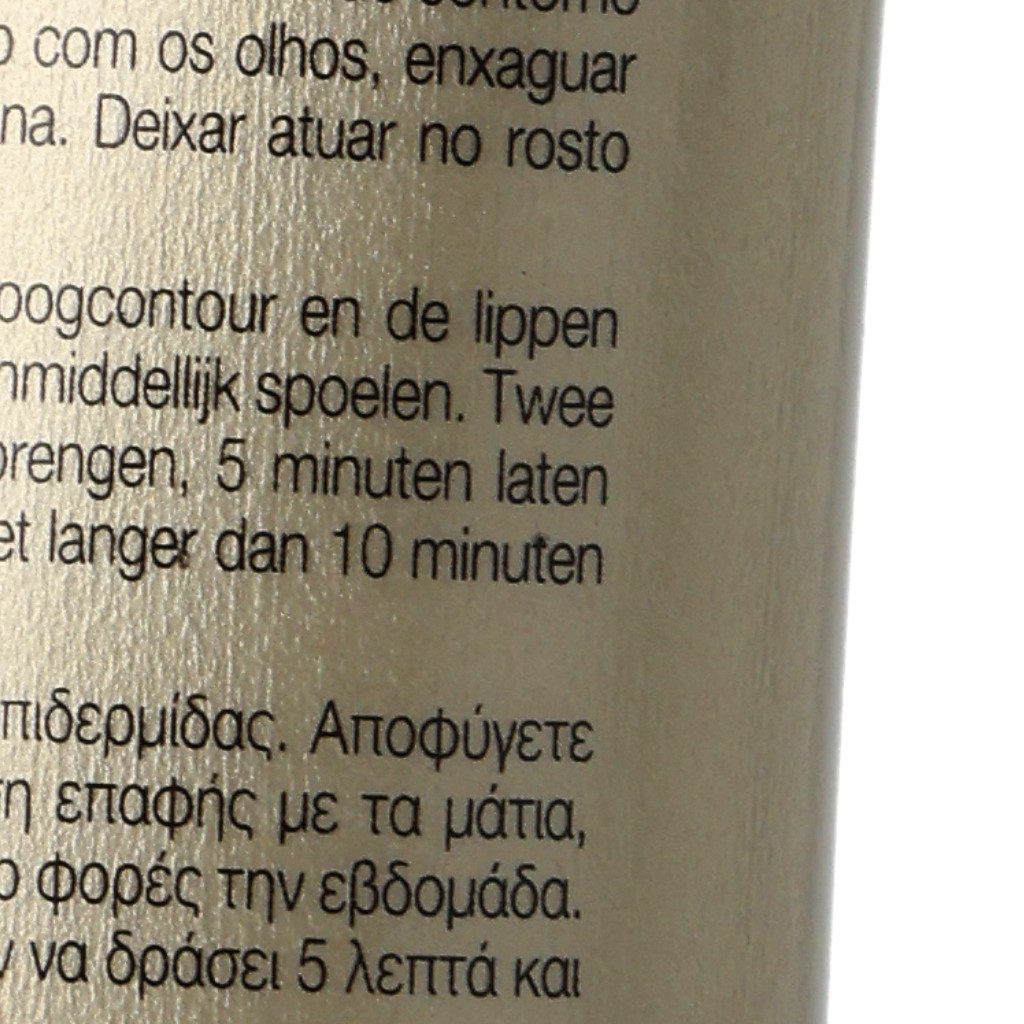 com os olhos, enxaguar
na. Deixar atuar no rosto
oogcontour en de lippen
nmiddellijk spoelen. Twee
brengen, 5 minuten laten
et langer dan 10 minuten
πιδερμίδας. Αποφύγετε
η επαφής με τα μάτια,
φορές την εβδομάδα.
να δράσει 5 λεπτά και